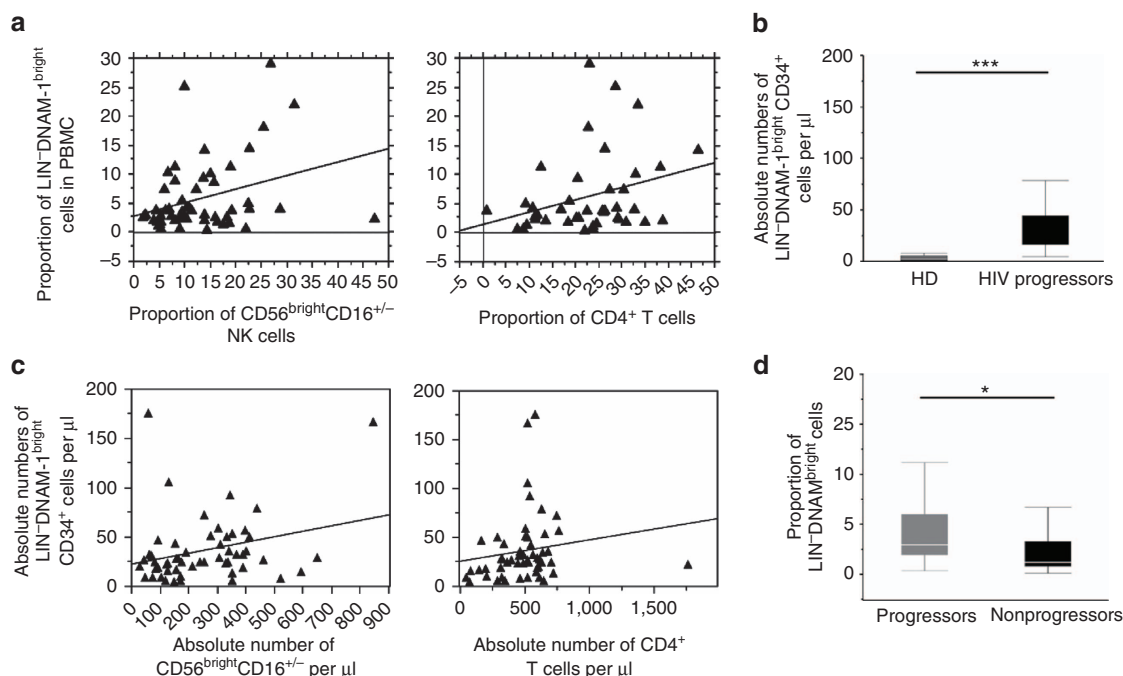 a
Proportion of LIN⁻DNAM-1ᵇʳⁱᵍʰᵗ
cells in PBMC
30
25
20
15
10
5
0
–5
0 5 10 15 20 25 30 35 40 45 50
Proportion of CD56ᵇʳⁱᵍʰᵗCD16⁺/⁻
NK cells
30
25
20
15
10
5
0
–5
–5 0 5 10 15 20 25 30 35 40 45 50
Proportion of CD4⁺ T cells
b
Absolute numbers of
LIN⁻DNAM-1ᵇʳⁱᵍʰᵗ CD34⁺
cells per µl
200
150
100
50
0
***
HD HIV progressors
c
Absolute numbers of
LIN⁻DNAM-1ᵇʳⁱᵍʰᵗ
CD34⁺ cells per µl
200
150
100
50
0
0 100 200 300 400 500 600 700 800 900
Absolute number of
CD56ᵇʳⁱᵍʰᵗCD16⁺/⁻ per µl
200
150
100
50
0
0 500 1,000 1,500
Absolute number of CD4⁺
T cells per µl
d
Proportion of
LIN⁻DNAMᵇʳⁱᵍʰᵗ cells
20
25
10
5
0
*
Progressors Nonprogressors